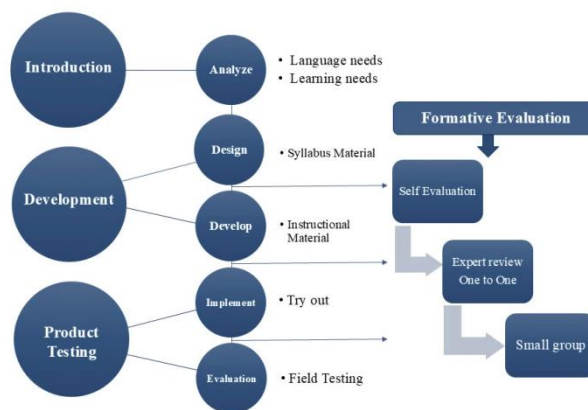 Introduction
Analyze
• Language needs
• Learning needs
Development
Design
• Syllabus Material
Develop
• Instructional
Material
Product
Testing
Implement
• Try out
Evaluation
• Field Testing
Formative Evaluation
Self Evaluation
Expert review
One to One
Small group